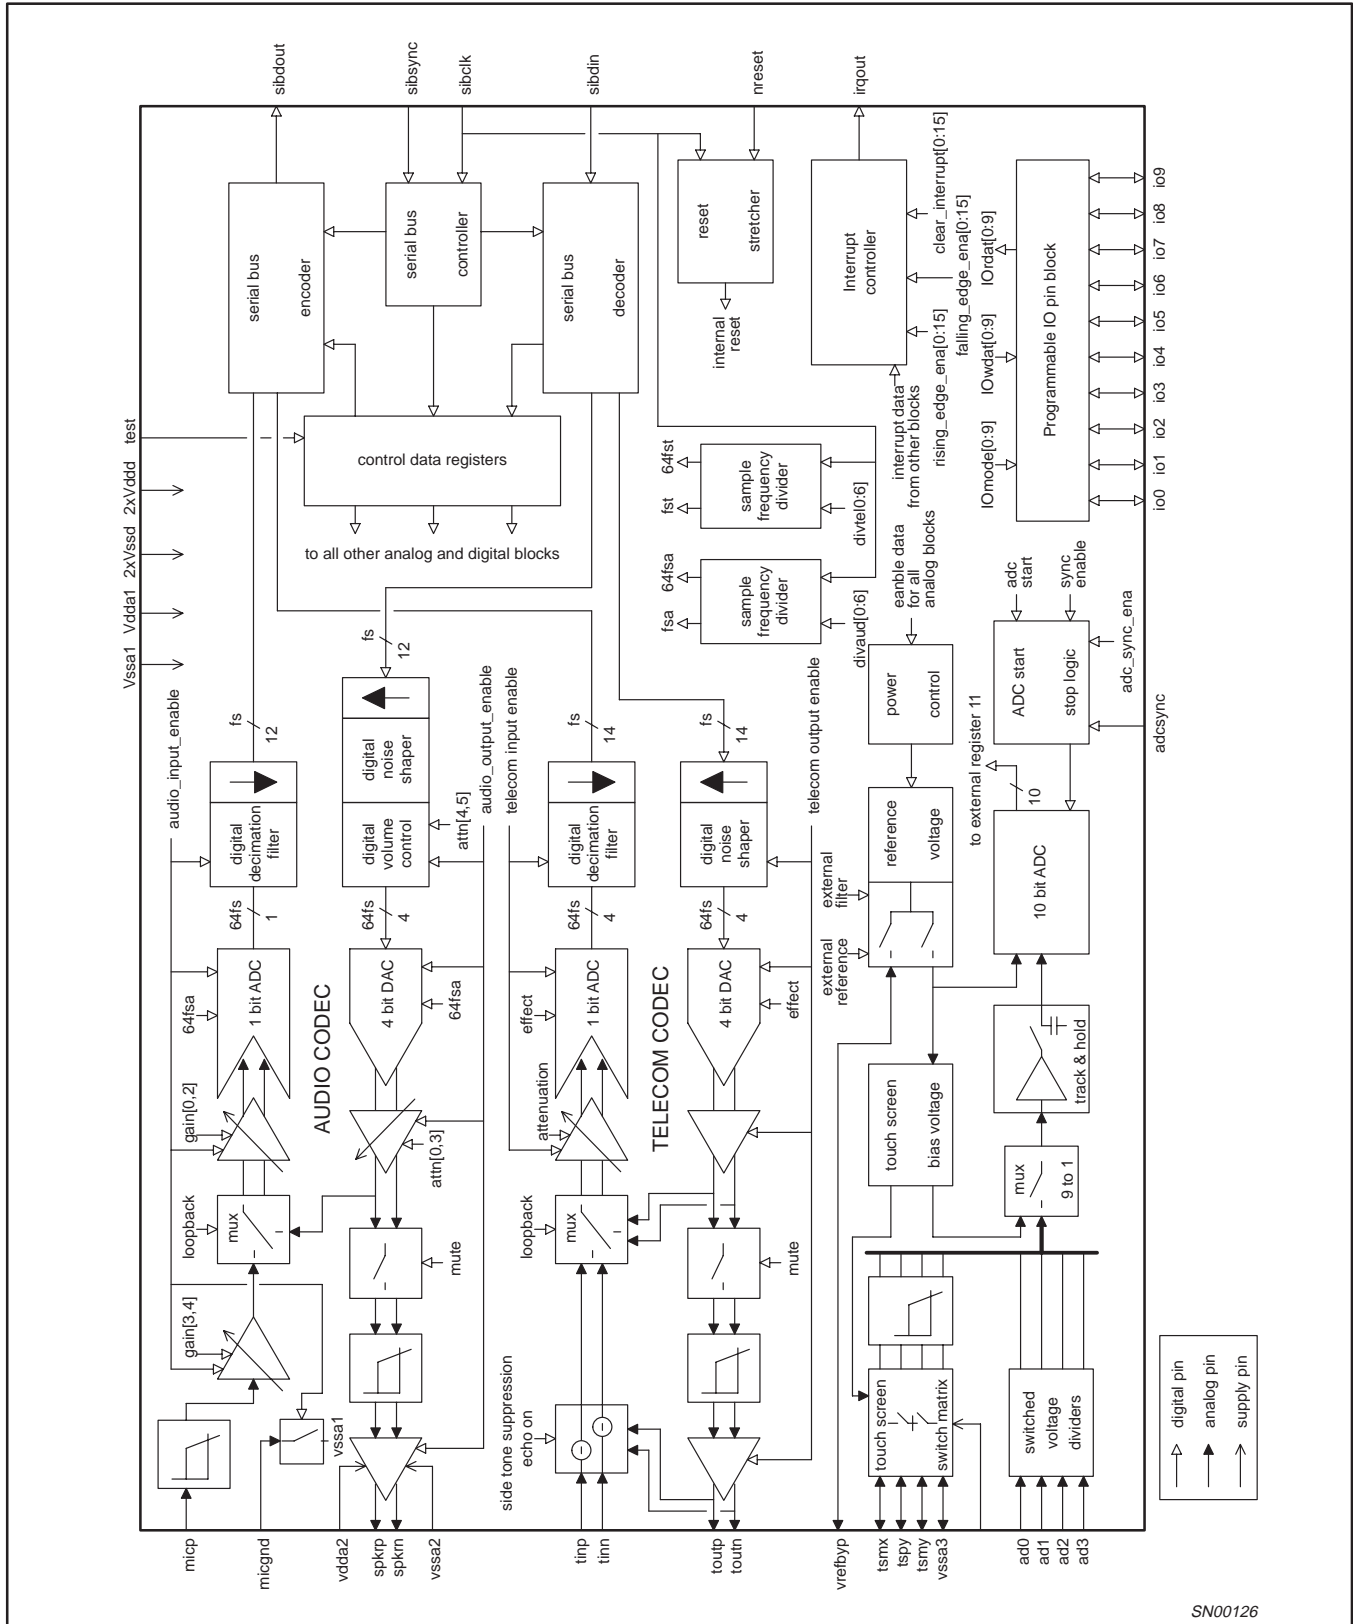 sibdout
sibsync
sibclk
sibdin
nreset
irqout
serial bus
encoder
serial bus
controller
serial bus
decoder
reset
stretcher
internal
reset
Interrupt
controller
clear_interrupt[0:15]
falling_edge_ena[0:15]
rising_edge_ena[0:15]
interrupt data
from other blocks
IOrdat[0:9]
IOwdat[0:9]
IOmode[0:9]
Programmable IO pin block
io9
io8
io7
io6
io5
io4
io3
io2
io1
io0
test
2xVddd
2xVssd
Vdda1
Vssa1
control data registers
to all other analog and digital blocks
64fst
fst
sample
frequency
divider
divtel0:6]
64fsa
fsa
sample
frequency
divider
divaud[0:6]
eanble data
for all
analog blocks
power
control
adc
start
sync
enable
ADC start
stop logic
adc_sync_ena
adcsync
audio_input_enable
fs
12
digital
decimation
filter
64fs
1
1 bit ADC
64fsa
gain[0,2]
loopback
mux
gain[3,4]
vssa1
AUDIO CODEC
fs
12
digital
noise
shaper
digital
volume
control
attn[4,5]
audio_output_enable
64fs
4
4 bit DAC
64fsa
attn[0,3]
mute
telecom input enable
fs
14
digital
decimation
filter
64fs
4
1 bit ADC
effect
attenuation
loopback
mux
side tone suppression
echo on
TELECOM CODEC
fs
14
digital
noise
shaper
64fs
4
4 bit DAC
effect
mute
telecom output enable
reference
voltage
external
filter
external
reference
to external register 11
10
10 bit ADC
track & hold
touch screen
bias voltage
mux
9 to 1
touch screen
switch matrix
switched
voltage
dividers
micp
micgnd
vdda2
spkrp
spkrn
vssa2
tinp
tinn
toutp
toutn
vrefbyp
tsmx
tspy
tsmy
vssa3
ad0
ad1
ad2
ad3
digital pin
analog pin
supply pin
SN00126